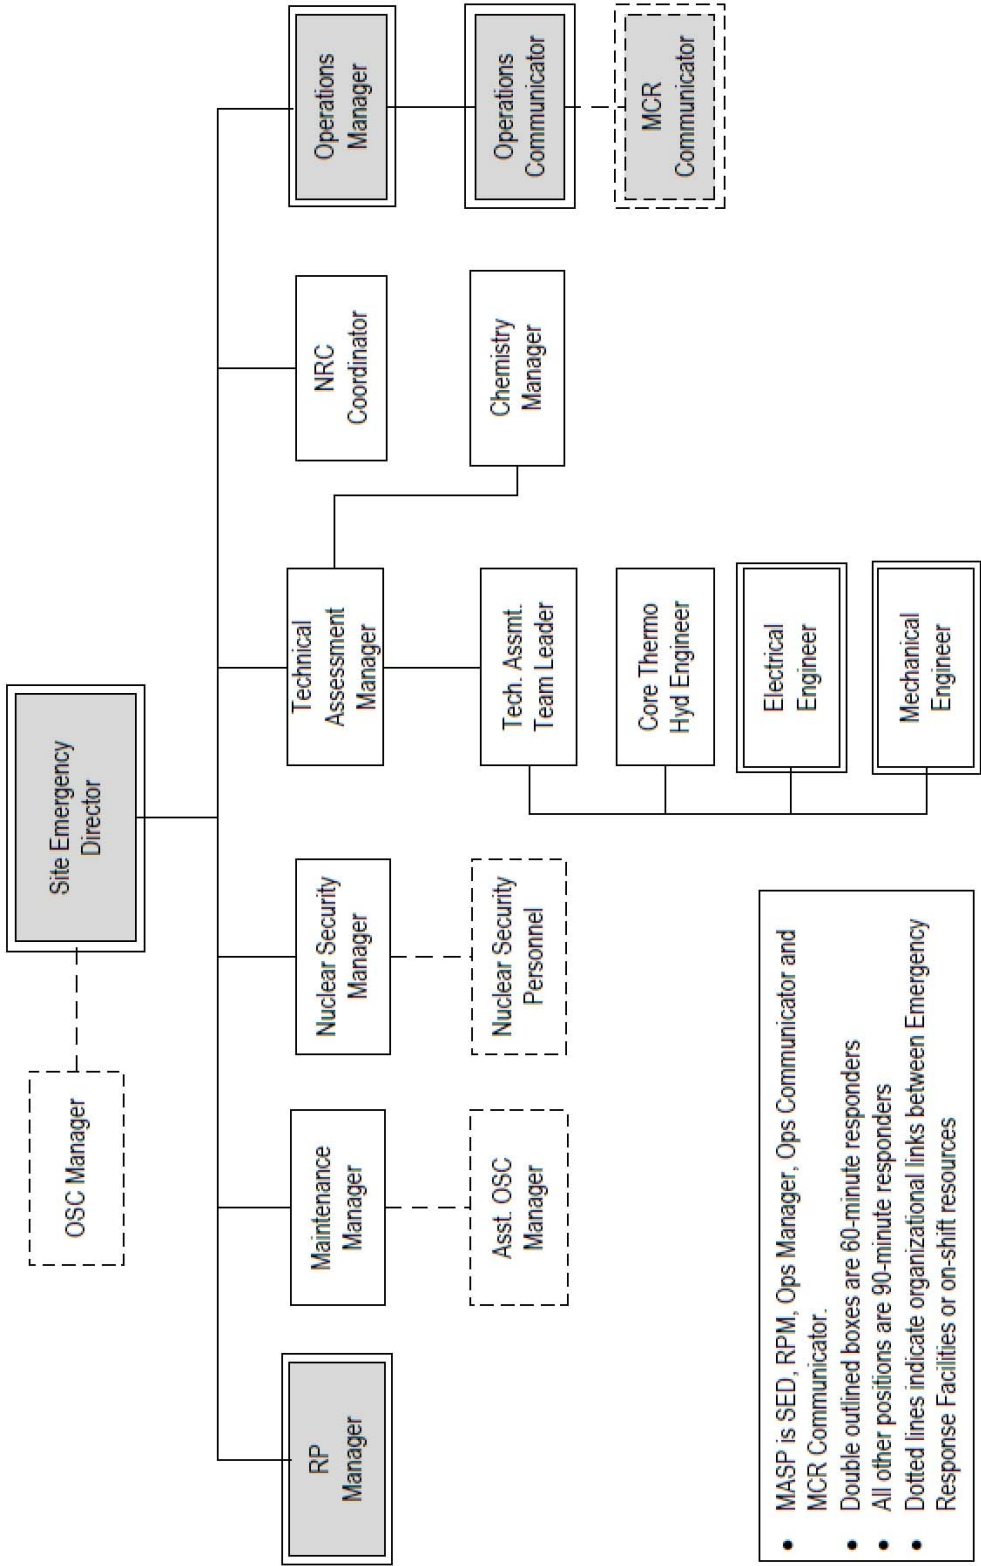 Site Emergency
Director
OSC Manager
RP
Manager
Maintenance
Manager
Nuclear Security
Manager
Technical
Assessment
Manager
NRC
Coordinator
Operations
Manager
Asst. OSC
Manager
Nuclear Security
Personnel
Tech. Assmt.
Team Leader
Chemistry
Manager
Operations
Communicator
Core Thermo
Hyd Engineer
MCR
Communicator
Electrical
Engineer
Mechanical
Engineer
• MASP is SED, RPM, Ops Manager, Ops Communicator and
MCR Communicator.
• Double outlined boxes are 60-minute responders
• All other positions are 90-minute responders
• Dotted lines indicate organizational links between Emergency
Response Facilities or on-shift resources